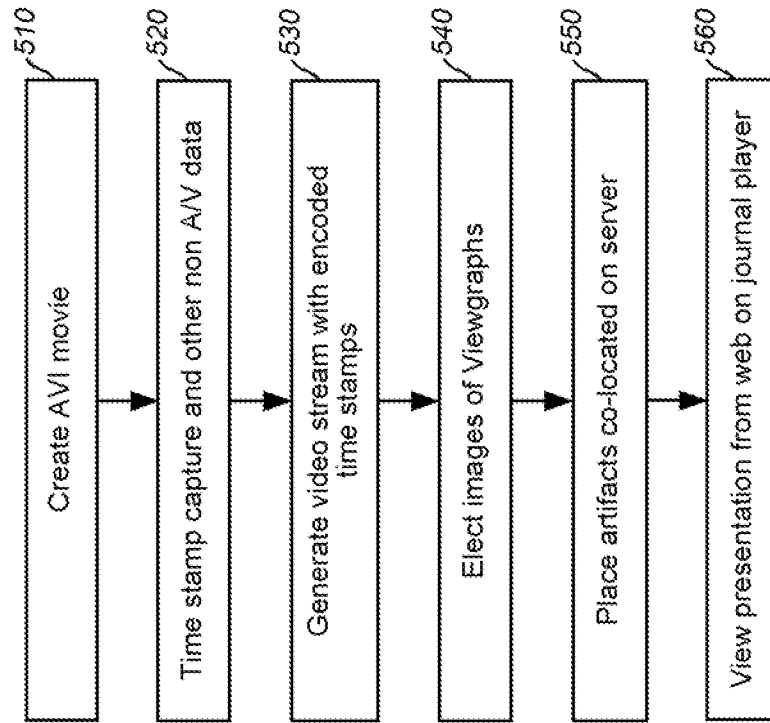 Create AVI movie
510
Time stamp capture and other non A/V data
520
Generate video stream with encoded
time stamps
530
Elect images of Viewgraphs
540
Place artifacts co-located on server
550
View presentation from web on journal player
560